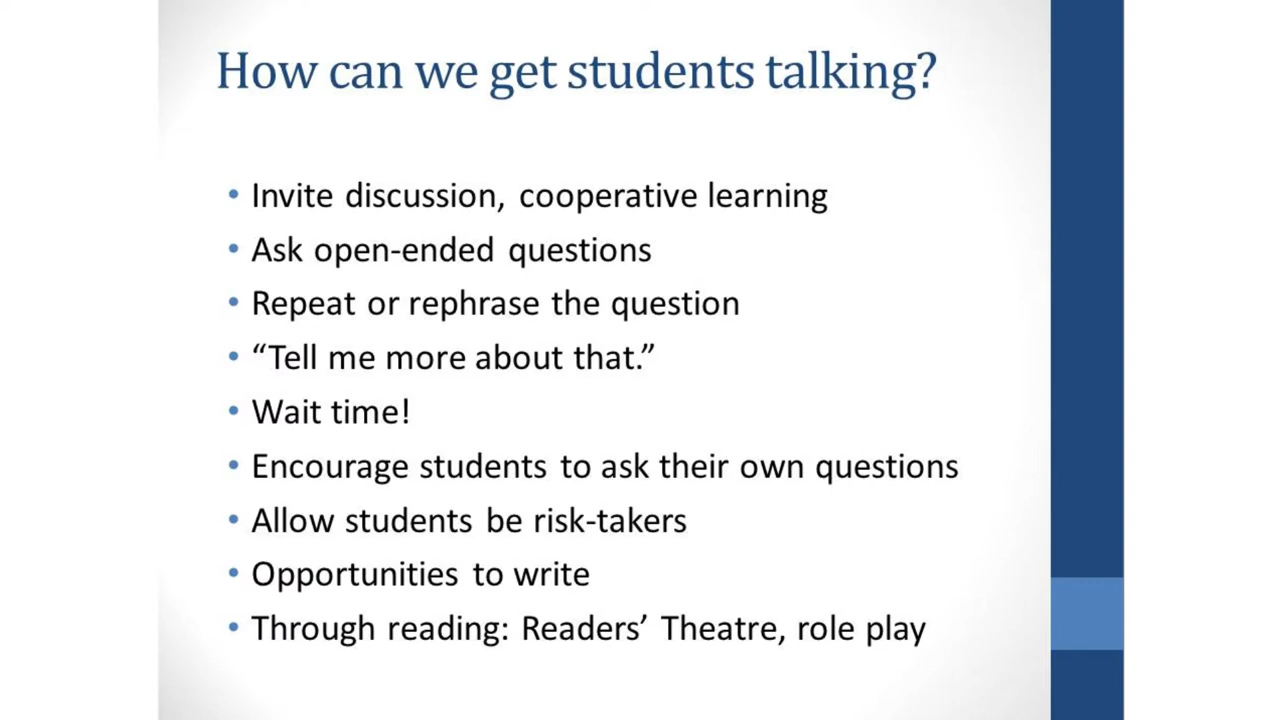 How can we get students talking?
• Invite discussion, cooperative learning
• Ask open-ended questions
• Repeat or rephrase the question
• “Tell me more about that.”
• Wait time!
• Encourage students to ask their own questions
• Allow students be risk-takers
• Opportunities to write
• Through reading: Readers’ Theatre, role play